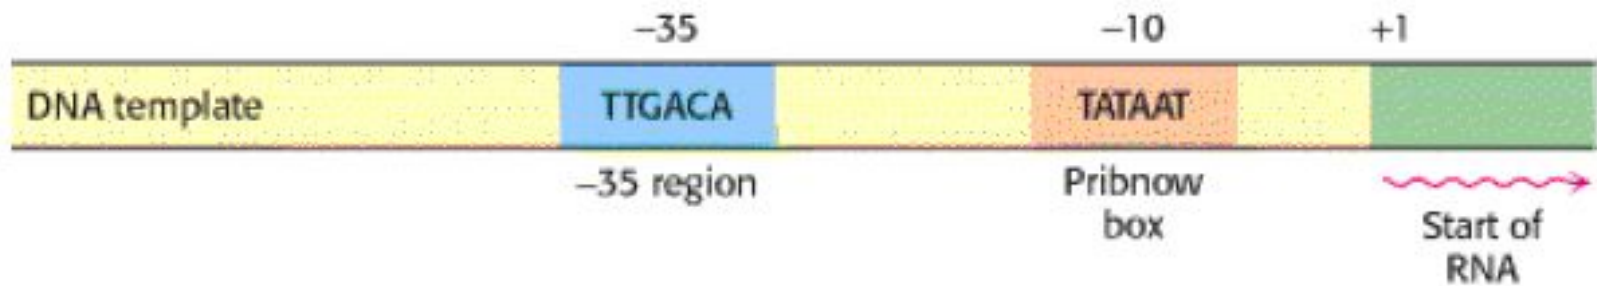 –35 –10 +1
DNA template TTGACA TATAAT
–35 region Pribnow box Start of RNA